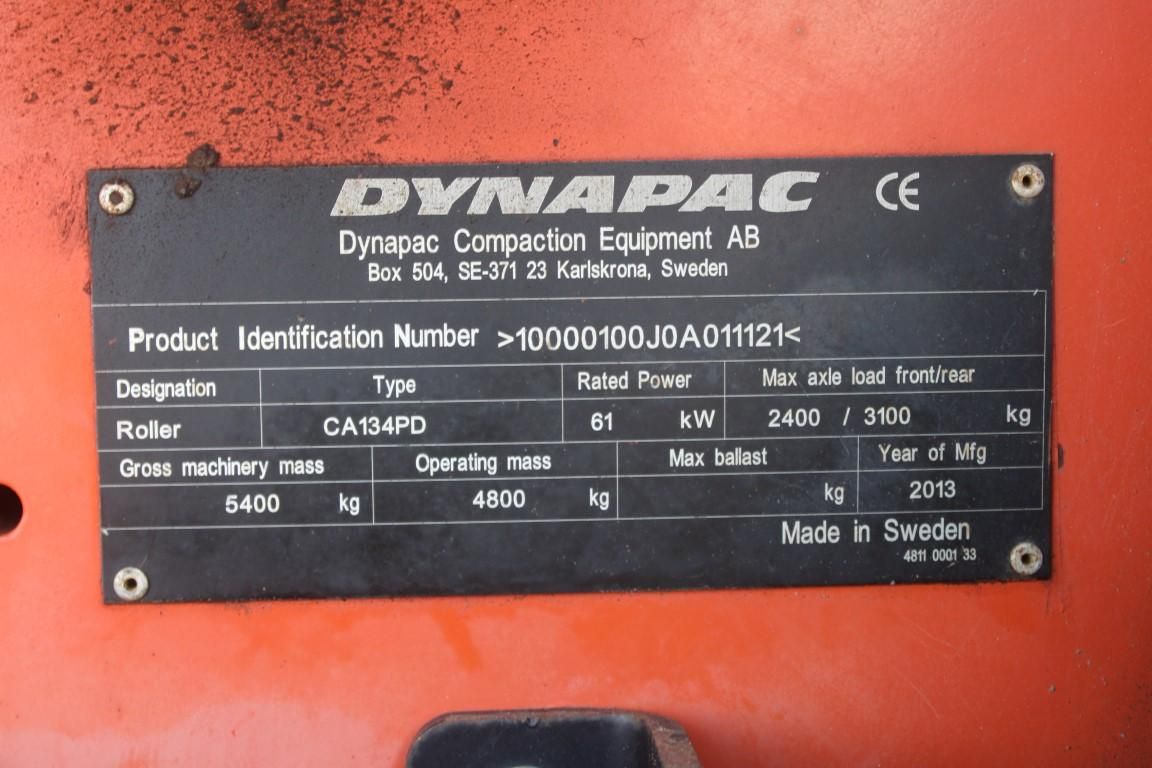 DYNAPAC CE
Dynapac Compaction Equipment AB
Box 504, SE-371 23 Karlskrona, Sweden
Product Identification Number >10000100J0A011121<
Designation Type Rated Power Max axle load front/rear
Roller CA134PD 61 kW 2400 / 3100 kg
Gross machinery mass Operating mass Max ballast Year of Mfg
5400 kg 4800 kg kg 2013
Made in Sweden
4811 0001 33